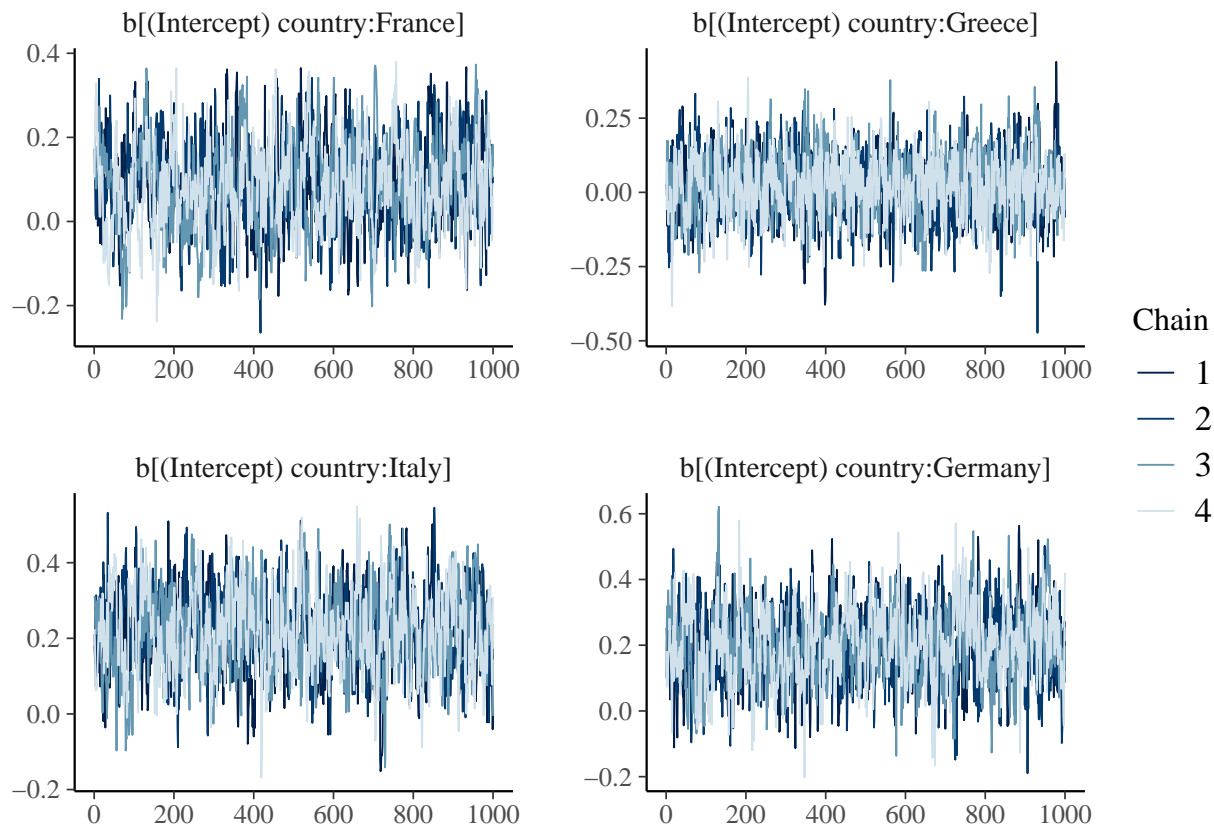 b[(Intercept) country:France]
0.4
0.2
0.0
−0.2
0 200 400 600 800 1000
b[(Intercept) country:Greece]
0.25
0.00
−0.25
−0.50
0 200 400 600 800 1000
b[(Intercept) country:Italy]
0.4
0.2
0.0
−0.2
0 200 400 600 800 1000
b[(Intercept) country:Germany]
0.6
0.4
0.2
0.0
−0.2
0 200 400 600 800 1000
Chain
1
2
3
4